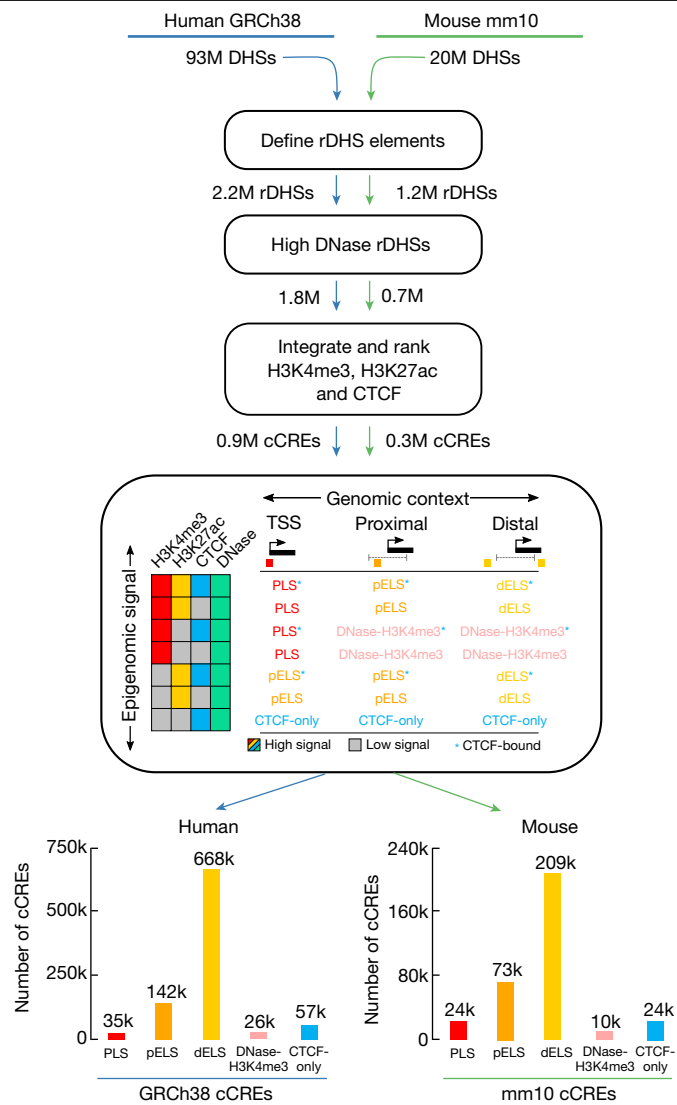 Human GRCh38
Mouse mm10
93M DHSs
20M DHSs
Define rDHS elements
2.2M rDHSs
1.2M rDHSs
High DNase rDHSs
1.8M
0.7M
Integrate and rank
H3K4me3, H3K27ac
and CTCF
0.9M cCREs
0.3M cCREs
Genomic context
H3K4me3
H3K27ac
CTCF
DNase
TSS
Proximal
Distal
Epigenomic signal
PLS* pELS* dELS*
PLS pELS dELS
PLS* DNase-H3K4me3* DNase-H3K4me3*
PLS DNase-H3K4me3 DNase-H3K4me3
pELS* pELS* dELS*
pELS pELS dELS
CTCF-only CTCF-only CTCF-only
High signal
Low signal
* CTCF-bound
Human
Number of cCREs
750k
500k
250k
0
35k
142k
668k
26k
57k
PLS
pELS
dELS
DNase-
H3K4me3
CTCF-
only
GRCh38 cCREs
Mouse
Number of cCREs
240k
160k
80k
0
24k
73k
209k
10k
24k
PLS
pELS
dELS
DNase-
H3K4me3
CTCF-
only
mm10 cCREs